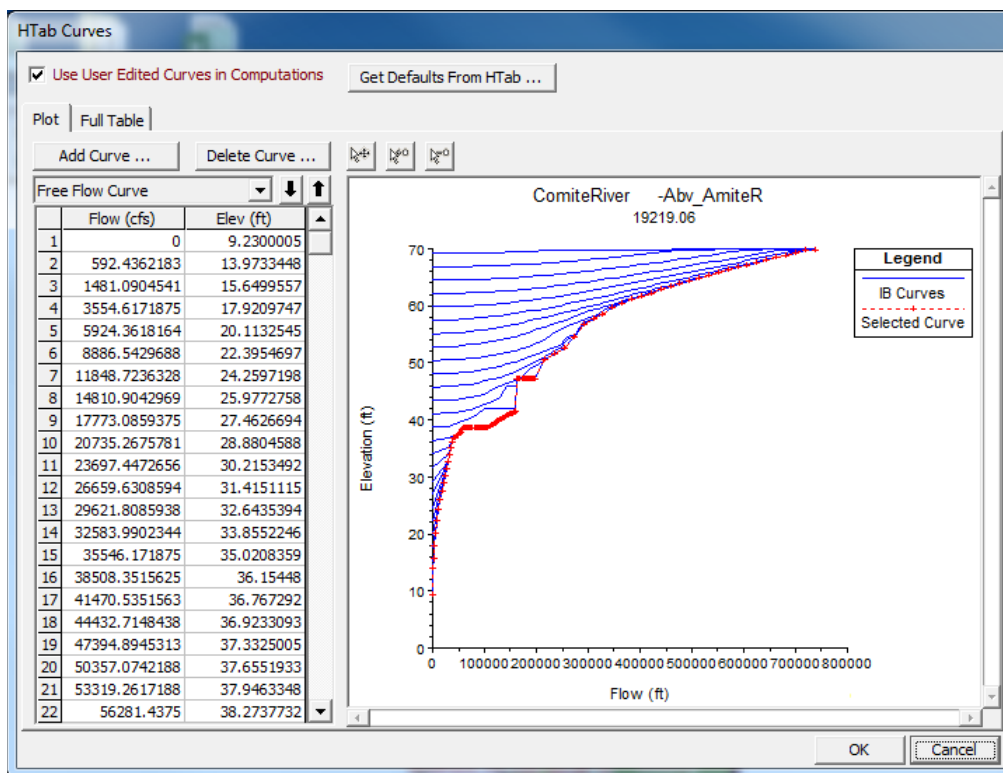 HTab Curves
Use User Edited Curves in Computations
Get Defaults From HTab ...
Plot
Full Table
Add Curve ...
Delete Curve ...
Free Flow Curve
Flow (cfs) Elev (ft)
1 0 9.2300005
2 592.4362183 13.9733448
3 1481.0904541 15.6499557
4 3554.6171875 17.9209747
5 5924.3618164 20.1132545
6 8886.5429688 22.3954697
7 11848.7236328 24.2597198
8 14810.9042969 25.9772758
9 17773.0859375 27.4626694
10 20735.2675781 28.8804588
11 23697.4472656 30.2153492
12 26659.6308594 31.4151115
13 29621.8085938 32.6435394
14 32583.9902344 33.8552246
15 35546.171875 35.0208359
16 38508.3515625 36.15448
17 41470.5351563 36.767292
18 44432.7148438 36.9233093
19 47394.8945313 37.3325005
20 50357.0742188 37.6551933
21 53319.2617188 37.9463348
22 56281.4375 38.2737732
ComiteRiver -Abv_AmiteR
19219.06
70
60
50
40
30
20
10
0
Elevation (ft)
0 100000 200000 300000 400000 500000 600000 700000 800000
Flow (ft)
Legend
IB Curves
Selected Curve
OK
Cancel